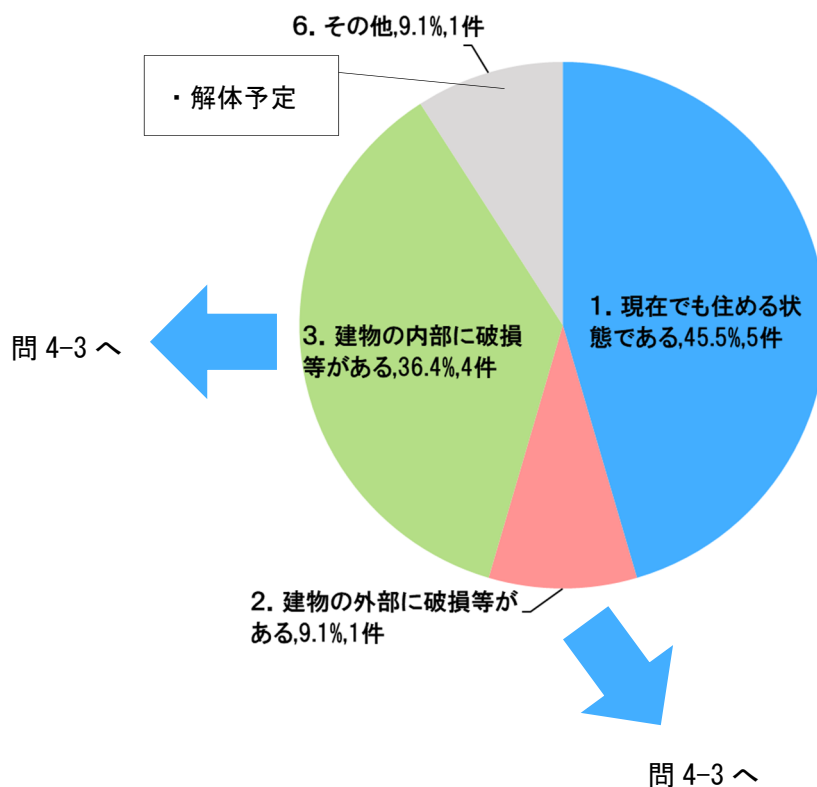 6. その他,9.1%,1件
・解体予定
1. 現在でも住める状
態である,45.5%,5件
3. 建物の内部に破損
等がある,36.4%,4件
問 4-3 へ
2. 建物の外部に破損等が
ある,9.1%,1件
問 4-3 へ